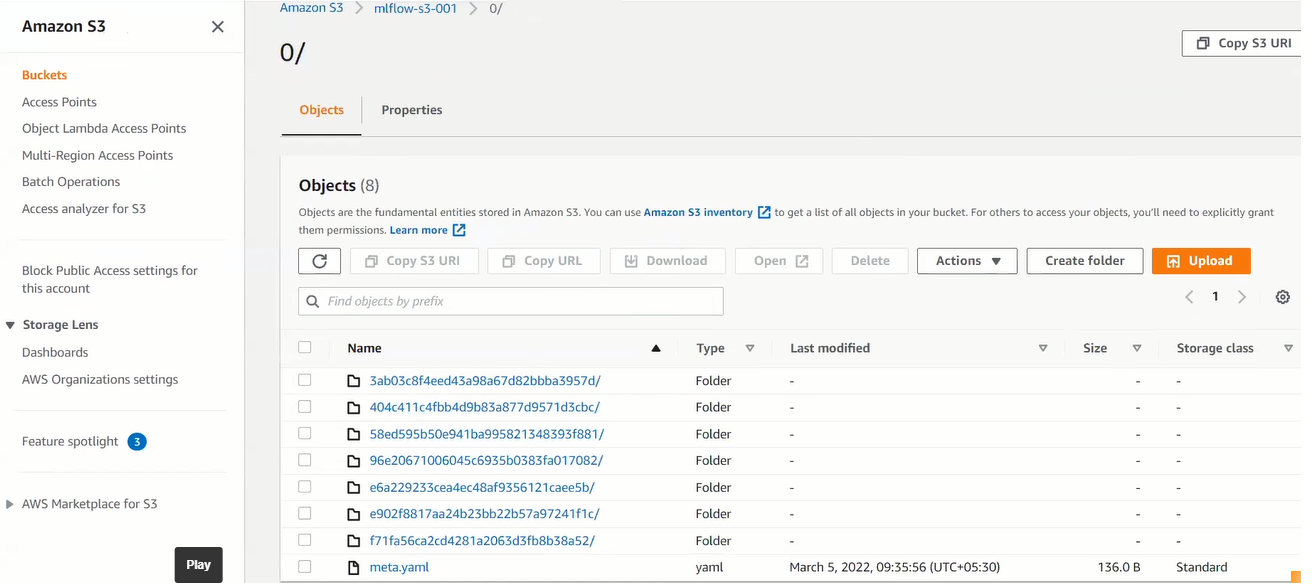 Amazon S3
Amazon S3 > mlflow-s3-001 > 0/
0/
Copy S3 URI
Buckets
Access Points
Object Lambda Access Points
Multi-Region Access Points
Batch Operations
Access analyzer for S3
Block Public Access settings for
this account
Storage Lens
Dashboards
AWS Organizations settings
Feature spotlight 3
AWS Marketplace for S3
Play
Objects Properties
Objects (8)
Objects are the fundamental entities stored in Amazon S3. You can use Amazon S3 inventory to get a list of all objects in your bucket. For others to access your objects, you'll need to explicitly grant
them permissions. Learn more
Copy S3 URI Copy URL Download Open Delete Actions Create folder Upload
Find objects by prefix
1
Name Type Last modified Size Storage class
3ab03c8f4eed43a98a67d82bbba3957d/ Folder - - -
404c411c4fbb4d9b83a877d9571d3cbc/ Folder - - -
58ed595b50e941ba995821348393f881/ Folder - - -
96e20671006045c6935b0383fa017082/ Folder - - -
e6a229233cea4ec48af9356121caee5b/ Folder - - -
e902f8817aa24b23bb22b57a97241f1c/ Folder - - -
f71fa56ca2cd4281a2063d3fb8b38a52/ Folder - - -
meta.yaml yaml March 5, 2022, 09:35:56 (UTC+05:30) 136.0 B Standard